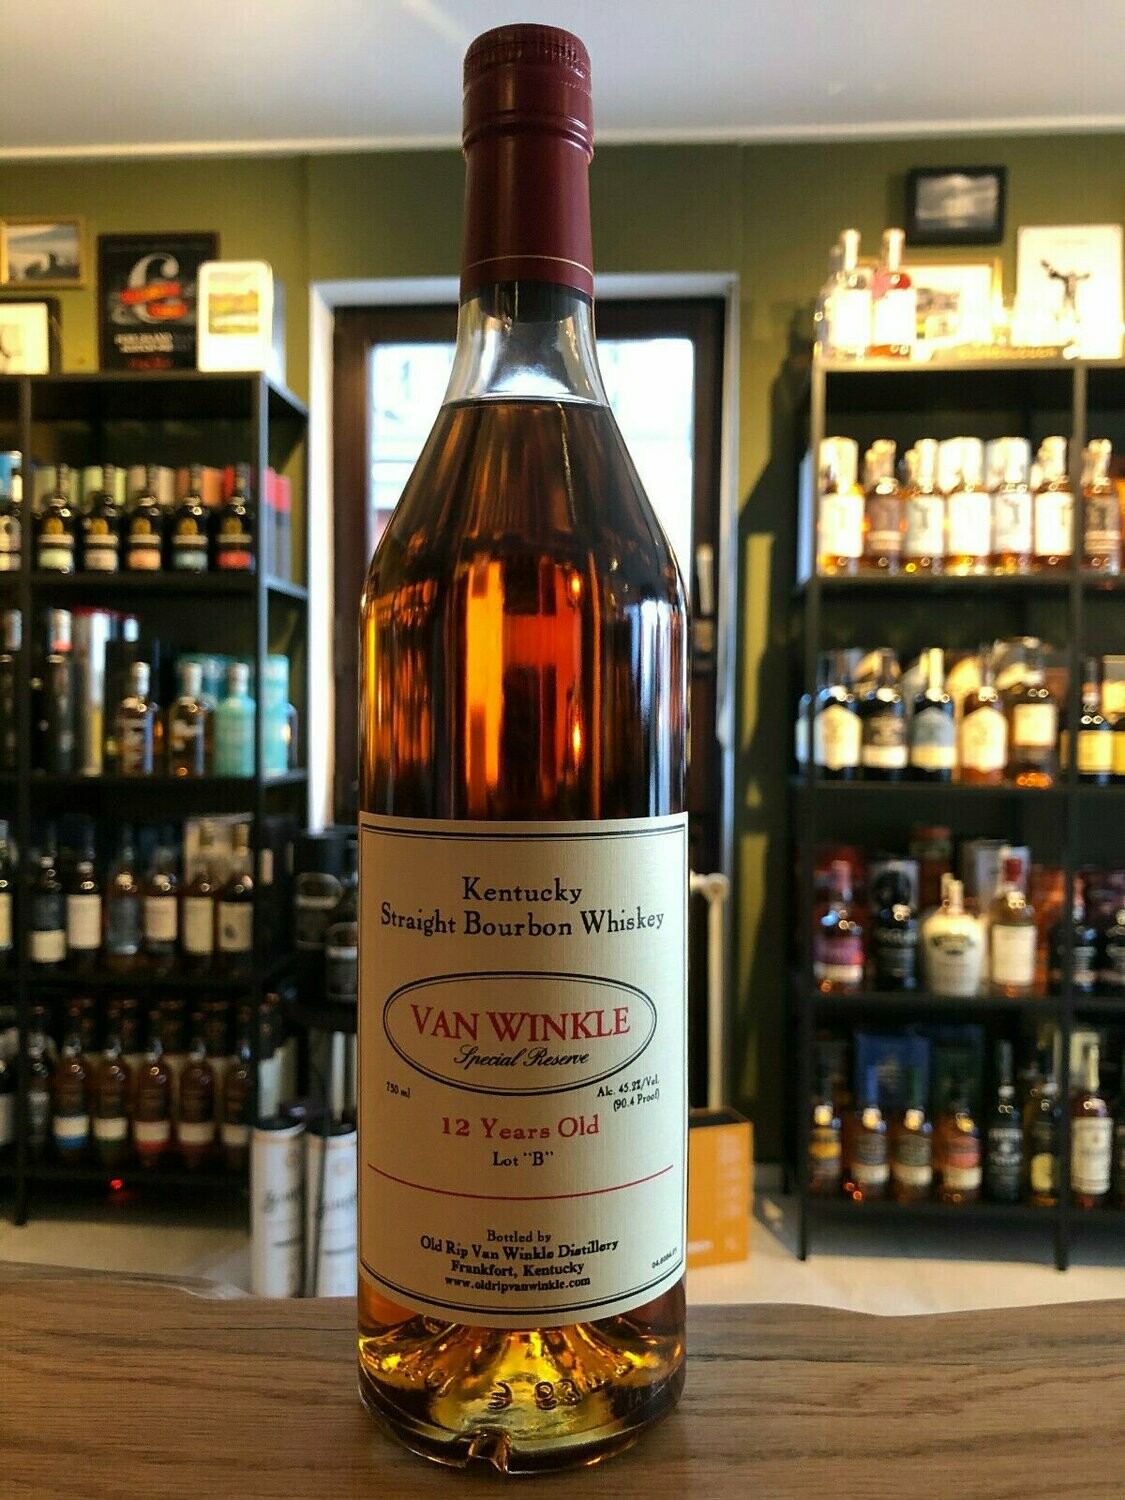 Kentucky
Straight Bourbon Whiskey
VAN WINKLE
Special Reserve
750 ml
Alc. 45.2%/Vol.
(90.4 Proof)
12 Years Old
Lot "B"
Bottled by
Old Rip Van Winkle Distillery
Frankfort, Kentucky
www.oldripvanwinkle.com